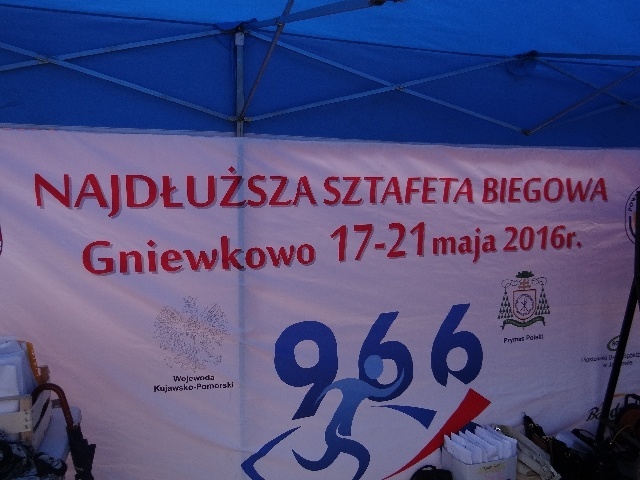 NAJDŁUŻSZA SZTAFETA BIEGOWA
Gniewkowo 17-21 maja 2016r.
Wojewoda
Kujawsko-Pomorski
Prymas Polski
966